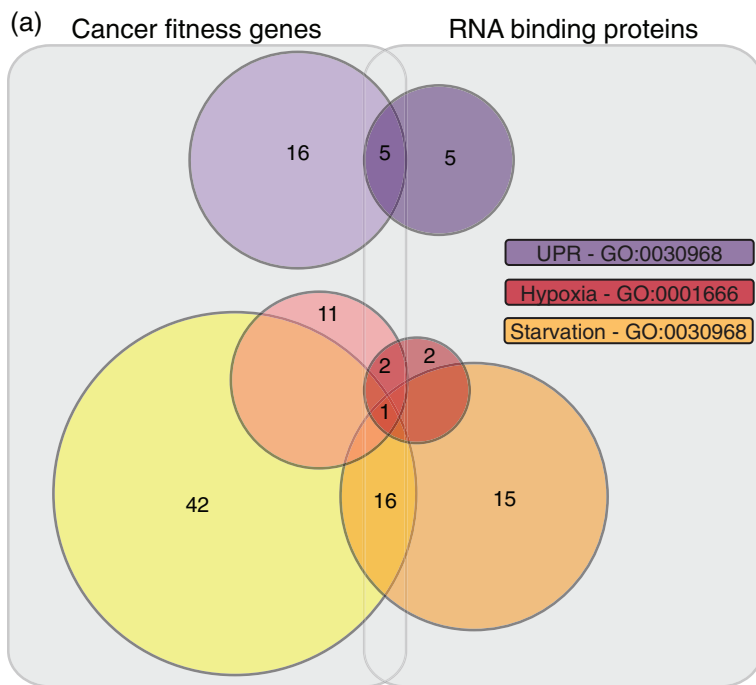 (a)
Cancer fitness genes
RNA binding proteins
16
5
5
UPR - GO:0030968
Hypoxia - GO:0001666
Starvation - GO:0030968
11
2
2
1
42
16
15